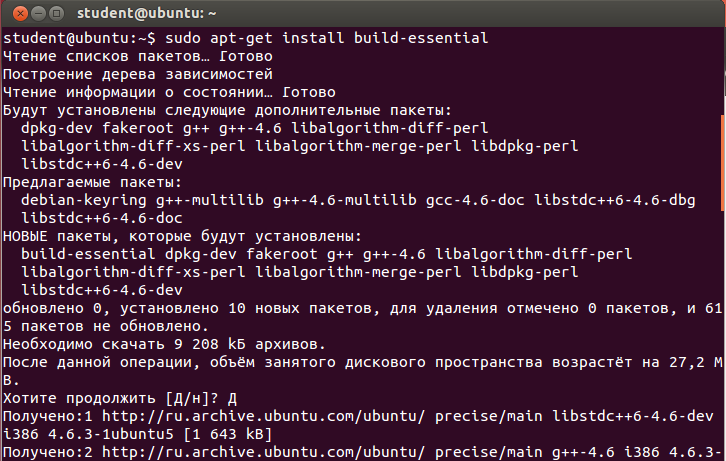 student@ubuntu: ~
student@ubuntu:~$ sudo apt-get install build-essential
Чтение списков пакетов… Готово
Построение дерева зависимостей
Чтение информации о состоянии… Готово
Будут установлены следующие дополнительные пакеты:
  dpkg-dev fakeroot g++ g++-4.6 libalgorithm-diff-perl
  libalgorithm-diff-xs-perl libalgorithm-merge-perl libdpkg-perl
  libstdc++6-4.6-dev
Предлагаемые пакеты:
  debian-keyring g++-multilib g++-4.6-multilib gcc-4.6-doc libstdc++6-4.6-dbg
  libstdc++6-4.6-doc
НОВЫЕ пакеты, которые будут установлены:
  build-essential dpkg-dev fakeroot g++ g++-4.6 libalgorithm-diff-perl
  libalgorithm-diff-xs-perl libalgorithm-merge-perl libdpkg-perl
  libstdc++6-4.6-dev
обновлено 0, установлено 10 новых пакетов, для удаления отмечено 0 пакетов, и 61
5 пакетов не обновлено.
Необходимо скачать 9 208 kБ архивов.
После данной операции, объём занятого дискового пространства возрастёт на 27,2 M
B.
Хотите продолжить [Д/н]? Д
Получено:1 http://ru.archive.ubuntu.com/ubuntu/ precise/main libstdc++6-4.6-dev
i386 4.6.3-1ubuntu5 [1 643 kB]
Получено:2 http://ru.archive.ubuntu.com/ubuntu/ precise/main g++-4.6 i386 4.6.3-